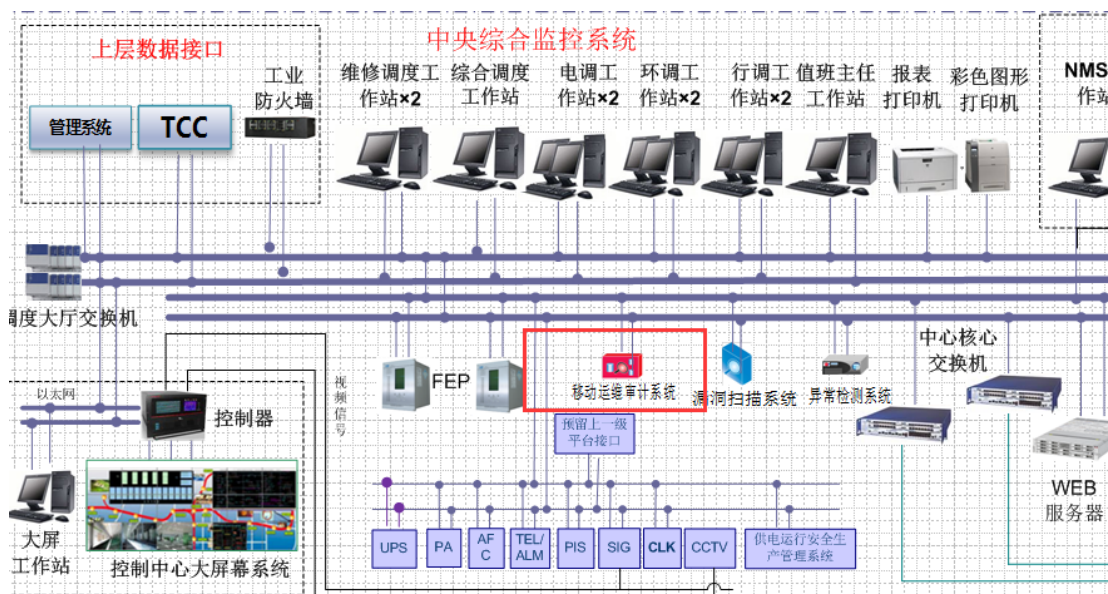 上层数据接口
中央综合监控系统
管理系统
TCC
工业
防火墙
维修调度工
作站×2
综合调度
工作站
电调工
作站×2
环调工
作站×2
行调工
作站×2
值班主任
工作站
报表
打印机
彩色图形
打印机
NMS
作站
度大厅交换机
FEP
移动运维审计系统
漏洞扫描系统
异常检测系统
中心核心
交换机
以太网
控制器
视频信号
预留上一级
平台接口
WEB
服务器
大屏
工作站
控制中心大屏幕系统
UPS
PA
AF
C
TEL/
ALM
PIS
SIG
CLK
CCTV
供电运行安全生
产管理系统